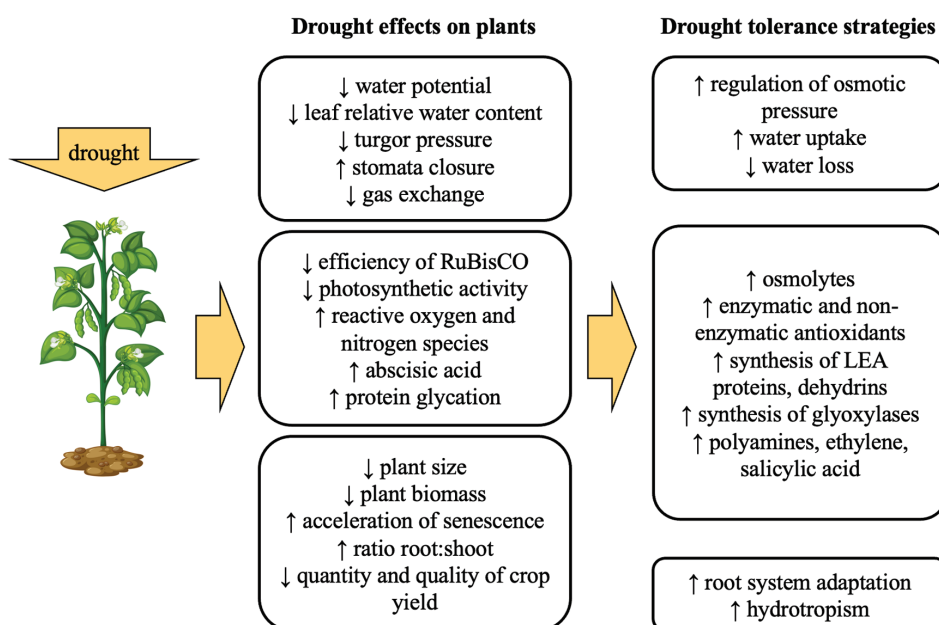 Drought effects on plants
Drought tolerance strategies
drought
↓ water potential
↓ leaf relative water content
↓ turgor pressure
↑ stomata closure
↓ gas exchange
↓ efficiency of RuBisCO
↓ photosynthetic activity
↑ reactive oxygen and
nitrogen species
↑ abscisic acid
↑ protein glycation
↓ plant size
↓ plant biomass
↑ acceleration of senescence
↑ ratio root:shoot
↓ quantity and quality of crop
yield
↑ regulation of osmotic
pressure
↑ water uptake
↓ water loss
↑ osmolytes
↑ enzymatic and non-
enzymatic antioxidants
↑ synthesis of LEA
proteins, dehydrins
↑ synthesis of glyoxylases
↑ polyamines, ethylene,
salicylic acid
↑ root system adaptation
↑ hydrotropism